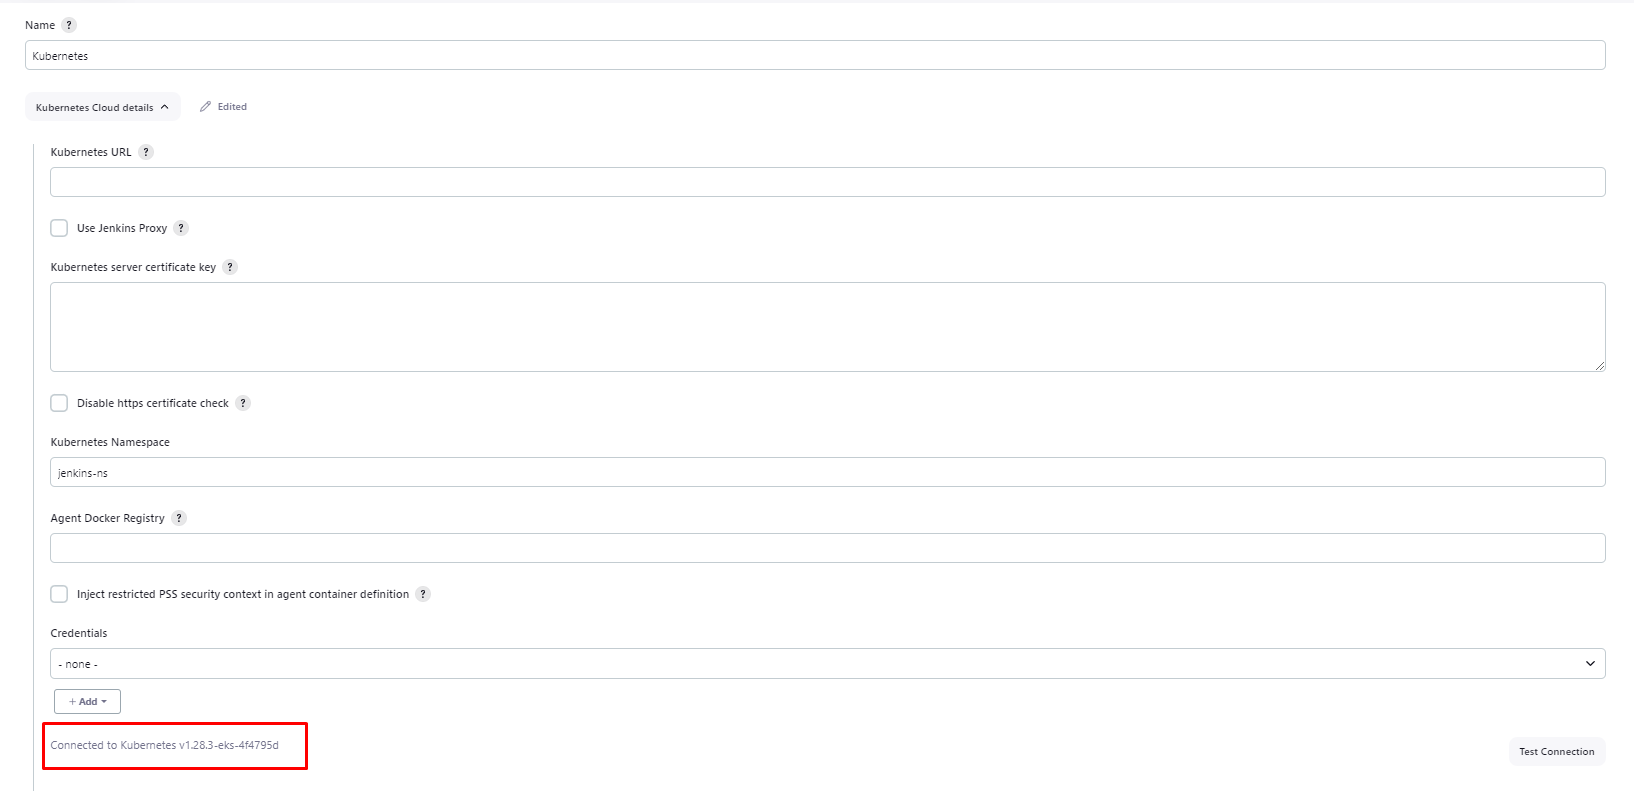 Name ?
Kubernetes
Kubernetes Cloud details
Edited
Kubernetes URL ?
Use Jenkins Proxy ?
Kubernetes server certificate key ?
Disable https certificate check ?
Kubernetes Namespace
jenkins-ns
Agent Docker Registry ?
Inject restricted PSS security context in agent container definition ?
Credentials
- none -
+ Add
Connected to Kubernetes v1.28.3-eks-4f4795d
Test Connection